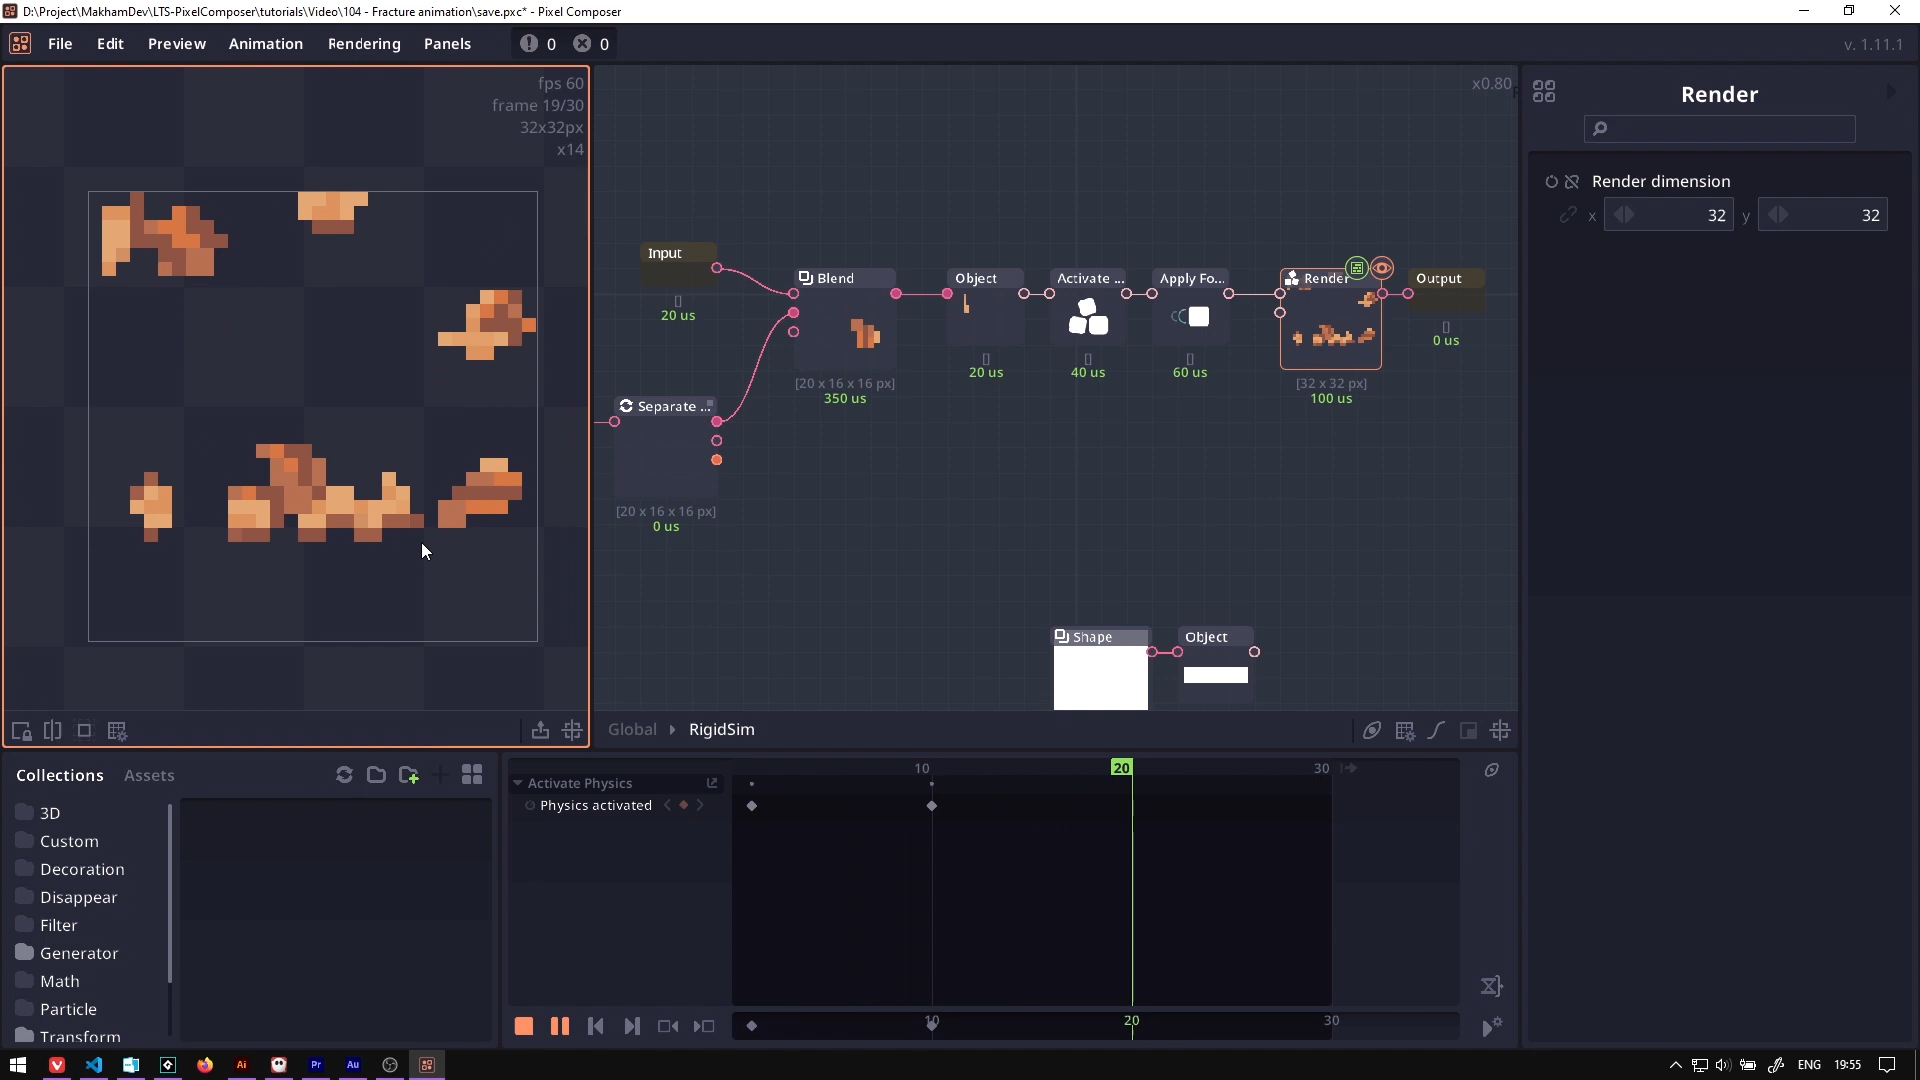 D:\Project\MakhamDev\LTS-PixelComposer\tutorials\Video\104 - Fracture animation\save.pxc* - Pixel Composer
File Edit Preview Animation Rendering Panels 0 0 v. 1.11.1
fps 60
frame 19/30
32x32px
x14
x0.80
Input
20 us
Blend
[20 x 16 x 16 px]
350 us
Object
20 us
Activate ...
40 us
Apply Fo...
60 us
Render
[32 x 32 px]
100 us
Output
0 us
Separate ...
[20 x 16 x 16 px]
0 us
Shape
Object
Global RigidSim
Render
Render dimension
x 32 y 32
Collections Assets
3D
Custom
Decoration
Disappear
Filter
Generator
Math
Particle
Transform
10 20 30
Activate Physics
Physics activated
10 20 30
Ai Pr Au
ENG 19:55